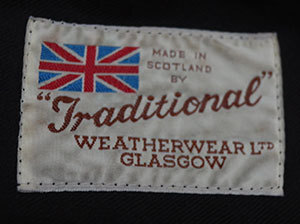 MADE IN
SCOTLAND
BY
"Traditional"
WEATHERWEAR LTD
GLASGOW